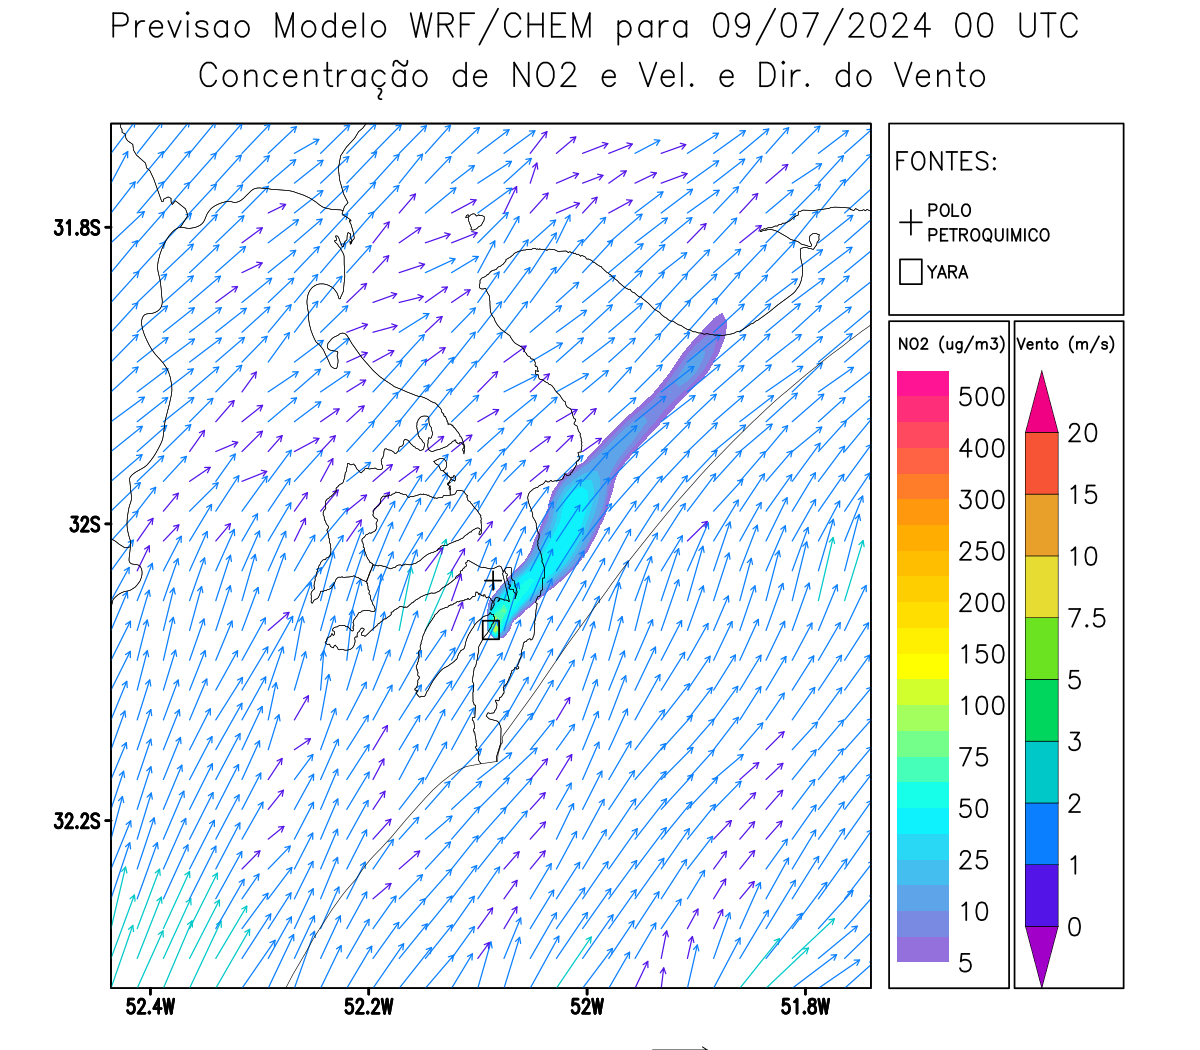 Previsao Modelo WRF/CHEM para 09/07/2024 00 UTC
Concentração de NO2 e Vel. e Dir. do Vento
FONTES:
POLO
PETROQUIMICO
YARA
NO2 (ug/m3)
500
400
300
250
200
150
100
75
50
25
10
5
Vento (m/s)
20
15
10
7.5
5
3
2
1
0
31.8S
32S
32.2S
52.4W
52.2W
52W
51.8W